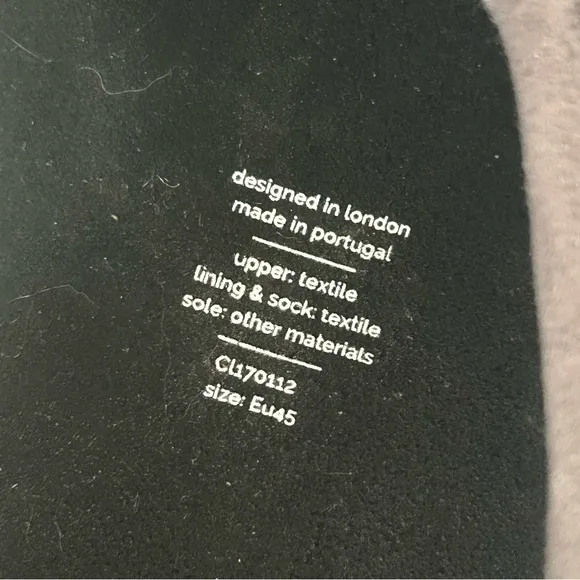 designed in london
made in portugal
upper: textile
lining & sock: textile
sole: other materials
Cl170112
size: Eu45